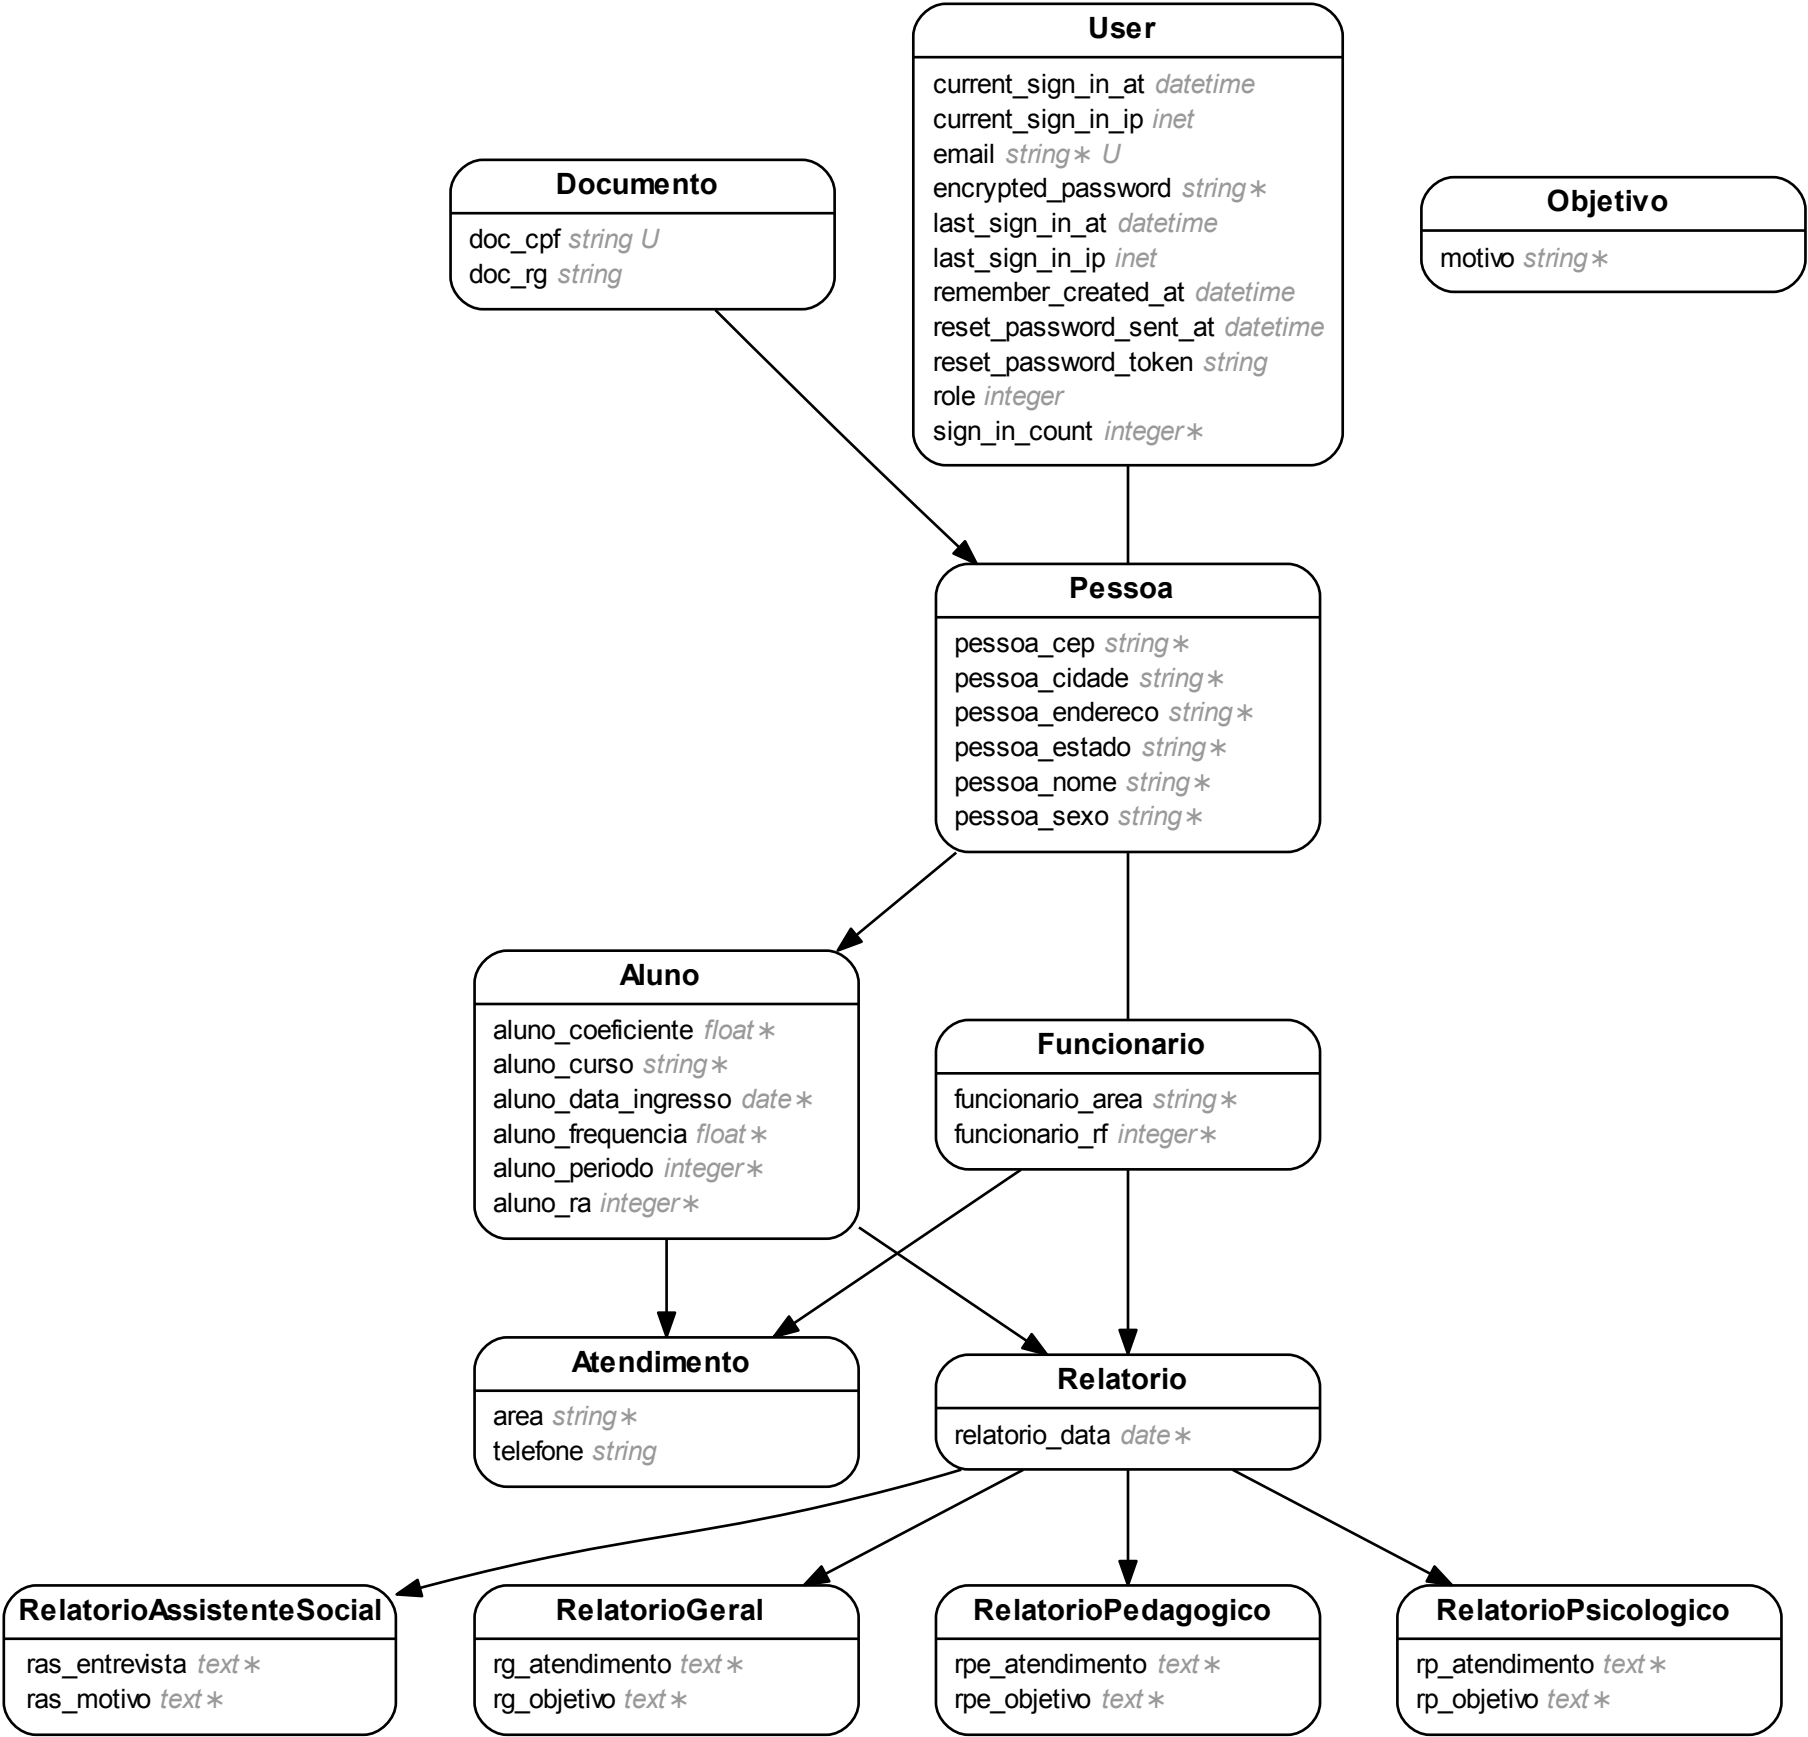 User
current_sign_in_at datetime
current_sign_in_ip inet
email string∗ U
encrypted_password string∗
last_sign_in_at datetime
last_sign_in_ip inet
remember_created_at datetime
reset_password_sent_at datetime
reset_password_token string
role integer
sign_in_count integer∗
Documento
doc_cpf string U
doc_rg string
Objetivo
motivo string∗
Pessoa
pessoa_cep string∗
pessoa_cidade string∗
pessoa_endereco string∗
pessoa_estado string∗
pessoa_nome string∗
pessoa_sexo string∗
Aluno
aluno_coeficiente float∗
aluno_curso string∗
aluno_data_ingresso date∗
aluno_frequencia float∗
aluno_periodo integer∗
aluno_ra integer∗
Funcionario
funcionario_area string∗
funcionario_rf integer∗
Atendimento
area string∗
telefone string
Relatorio
relatorio_data date∗
RelatorioAssistenteSocial
ras_entrevista text∗
ras_motivo text∗
RelatorioGeral
rg_atendimento text∗
rg_objetivo text∗
RelatorioPedagogico
rpe_atendimento text∗
rpe_objetivo text∗
RelatorioPsicologico
rp_atendimento text∗
rp_objetivo text∗